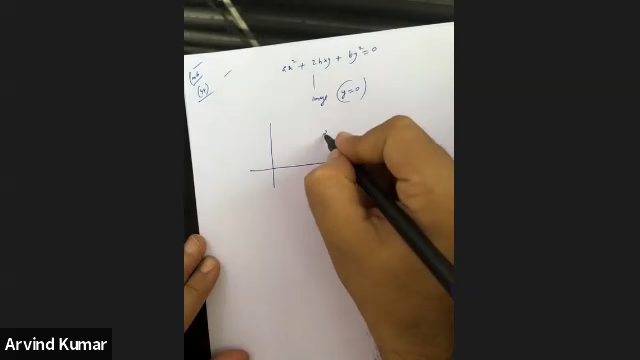 ax² + 2hxy + by² = 0
image (y=0)
Arvind Kumar